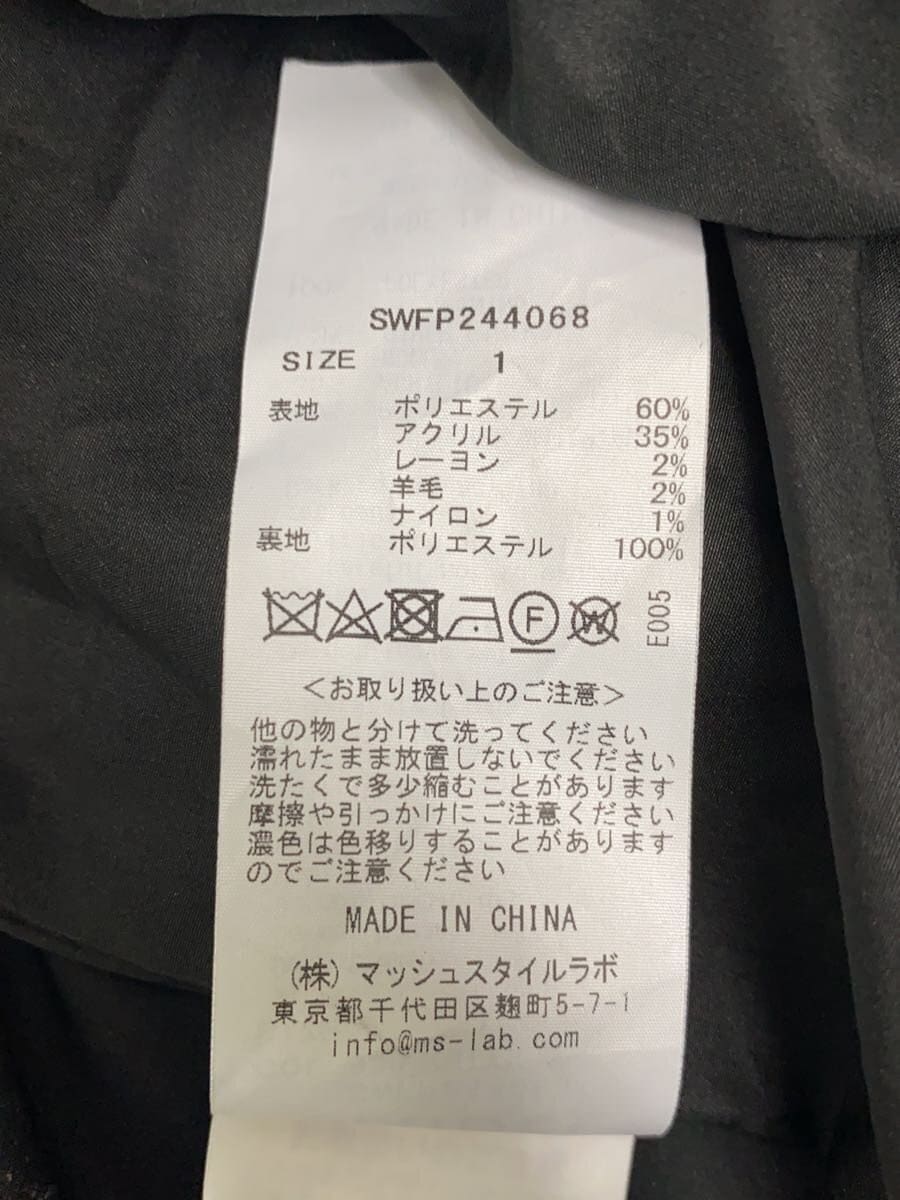 SWFP244068
SIZE 1
表地 ポリエステル 60%
アクリル 35%
レーヨン 2%
羊毛 2%
ナイロン 1%
裏地 ポリエステル 100%
F W E005
<お取り扱い上のご注意>
他の物と分けて洗ってください
濡れたまま放置しないでください
洗たくで多少縮むことがあります
摩擦や引っかけにご注意ください
濃色は色移りすることがあります
のでご注意ください
MADE IN CHINA
(株) マッシュスタイルラボ
東京都千代田区麹町5-7-1
info@ms-lab.com